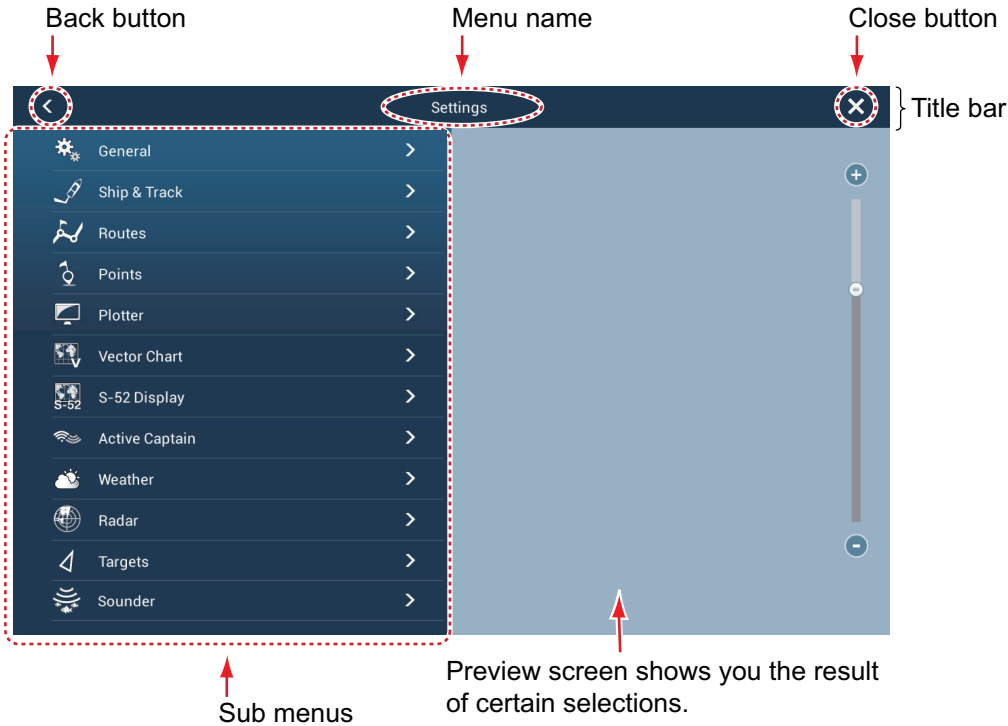 Back button
Menu name
Close button
Settings
Title bar
General
Ship & Track
Routes
Points
Plotter
V
Vector Chart
S-52
S-52 Display
Active Captain
Weather
Radar
Targets
Sounder
Sub menus
Preview screen shows you the result
of certain selections.